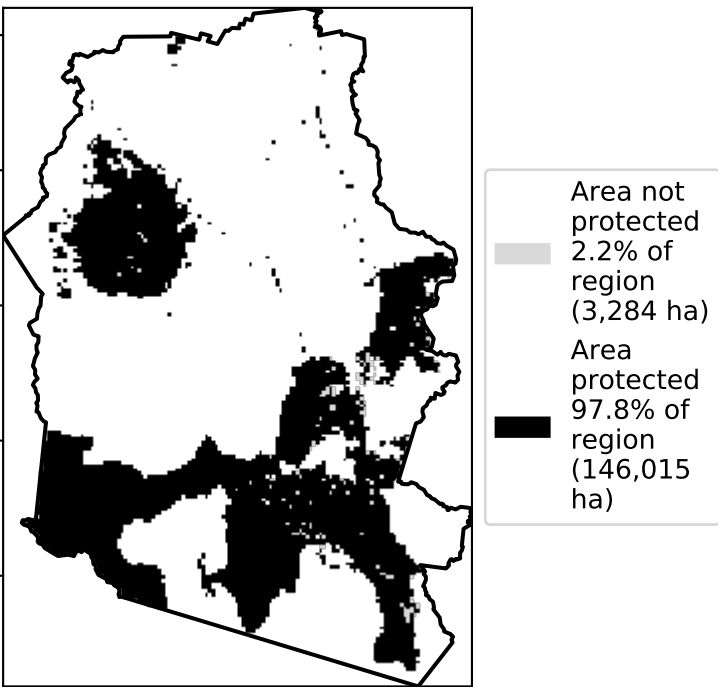 Area not
protected
2.2% of
region
(3,284 ha)
Area
protected
97.8% of
region
(146,015
ha)